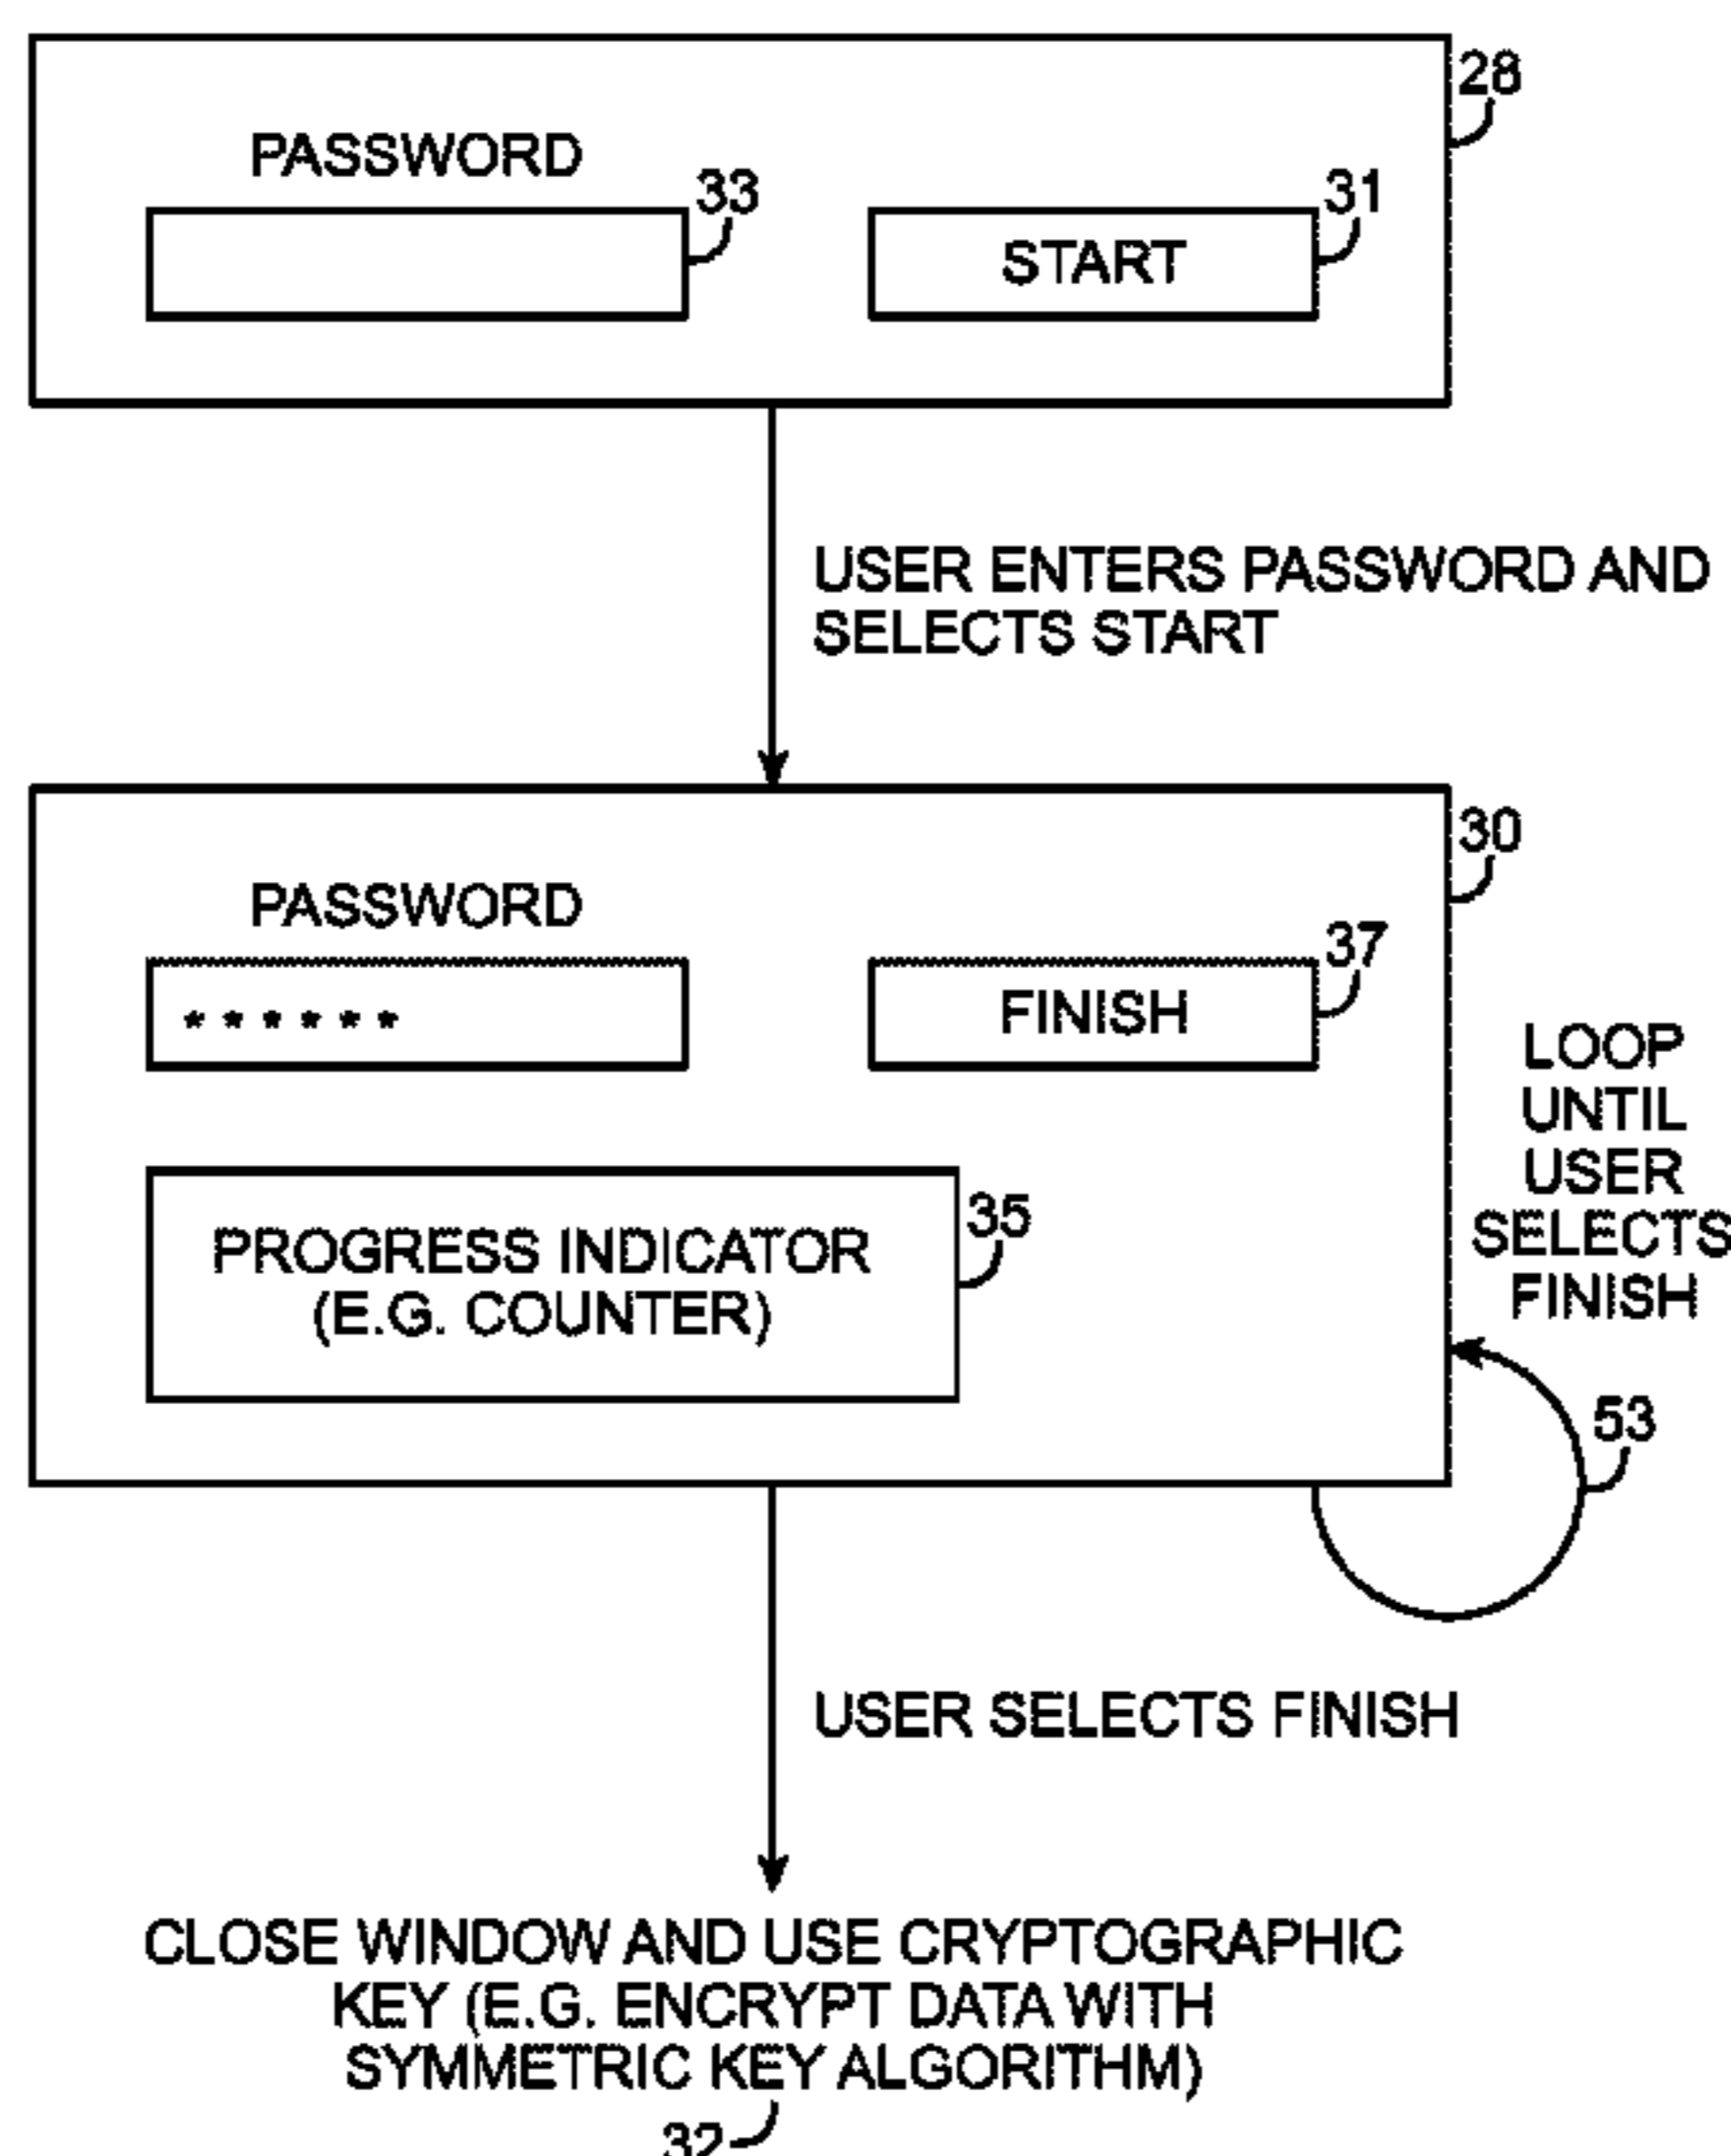 28
PASSWORD
33
31
START
USER ENTERS PASSWORD AND
SELECTS START
30
PASSWORD
37
* * * * * *
FINISH
LOOP
UNTIL
USER
SELECTS
FINISH
35
PROGRESS INDICATOR
(E.G. COUNTER)
53
USER SELECTS FINISH
CLOSE WINDOW AND USE CRYPTOGRAPHIC
KEY (E.G. ENCRYPT DATA WITH
SYMMETRIC KEY ALGORITHM)
32